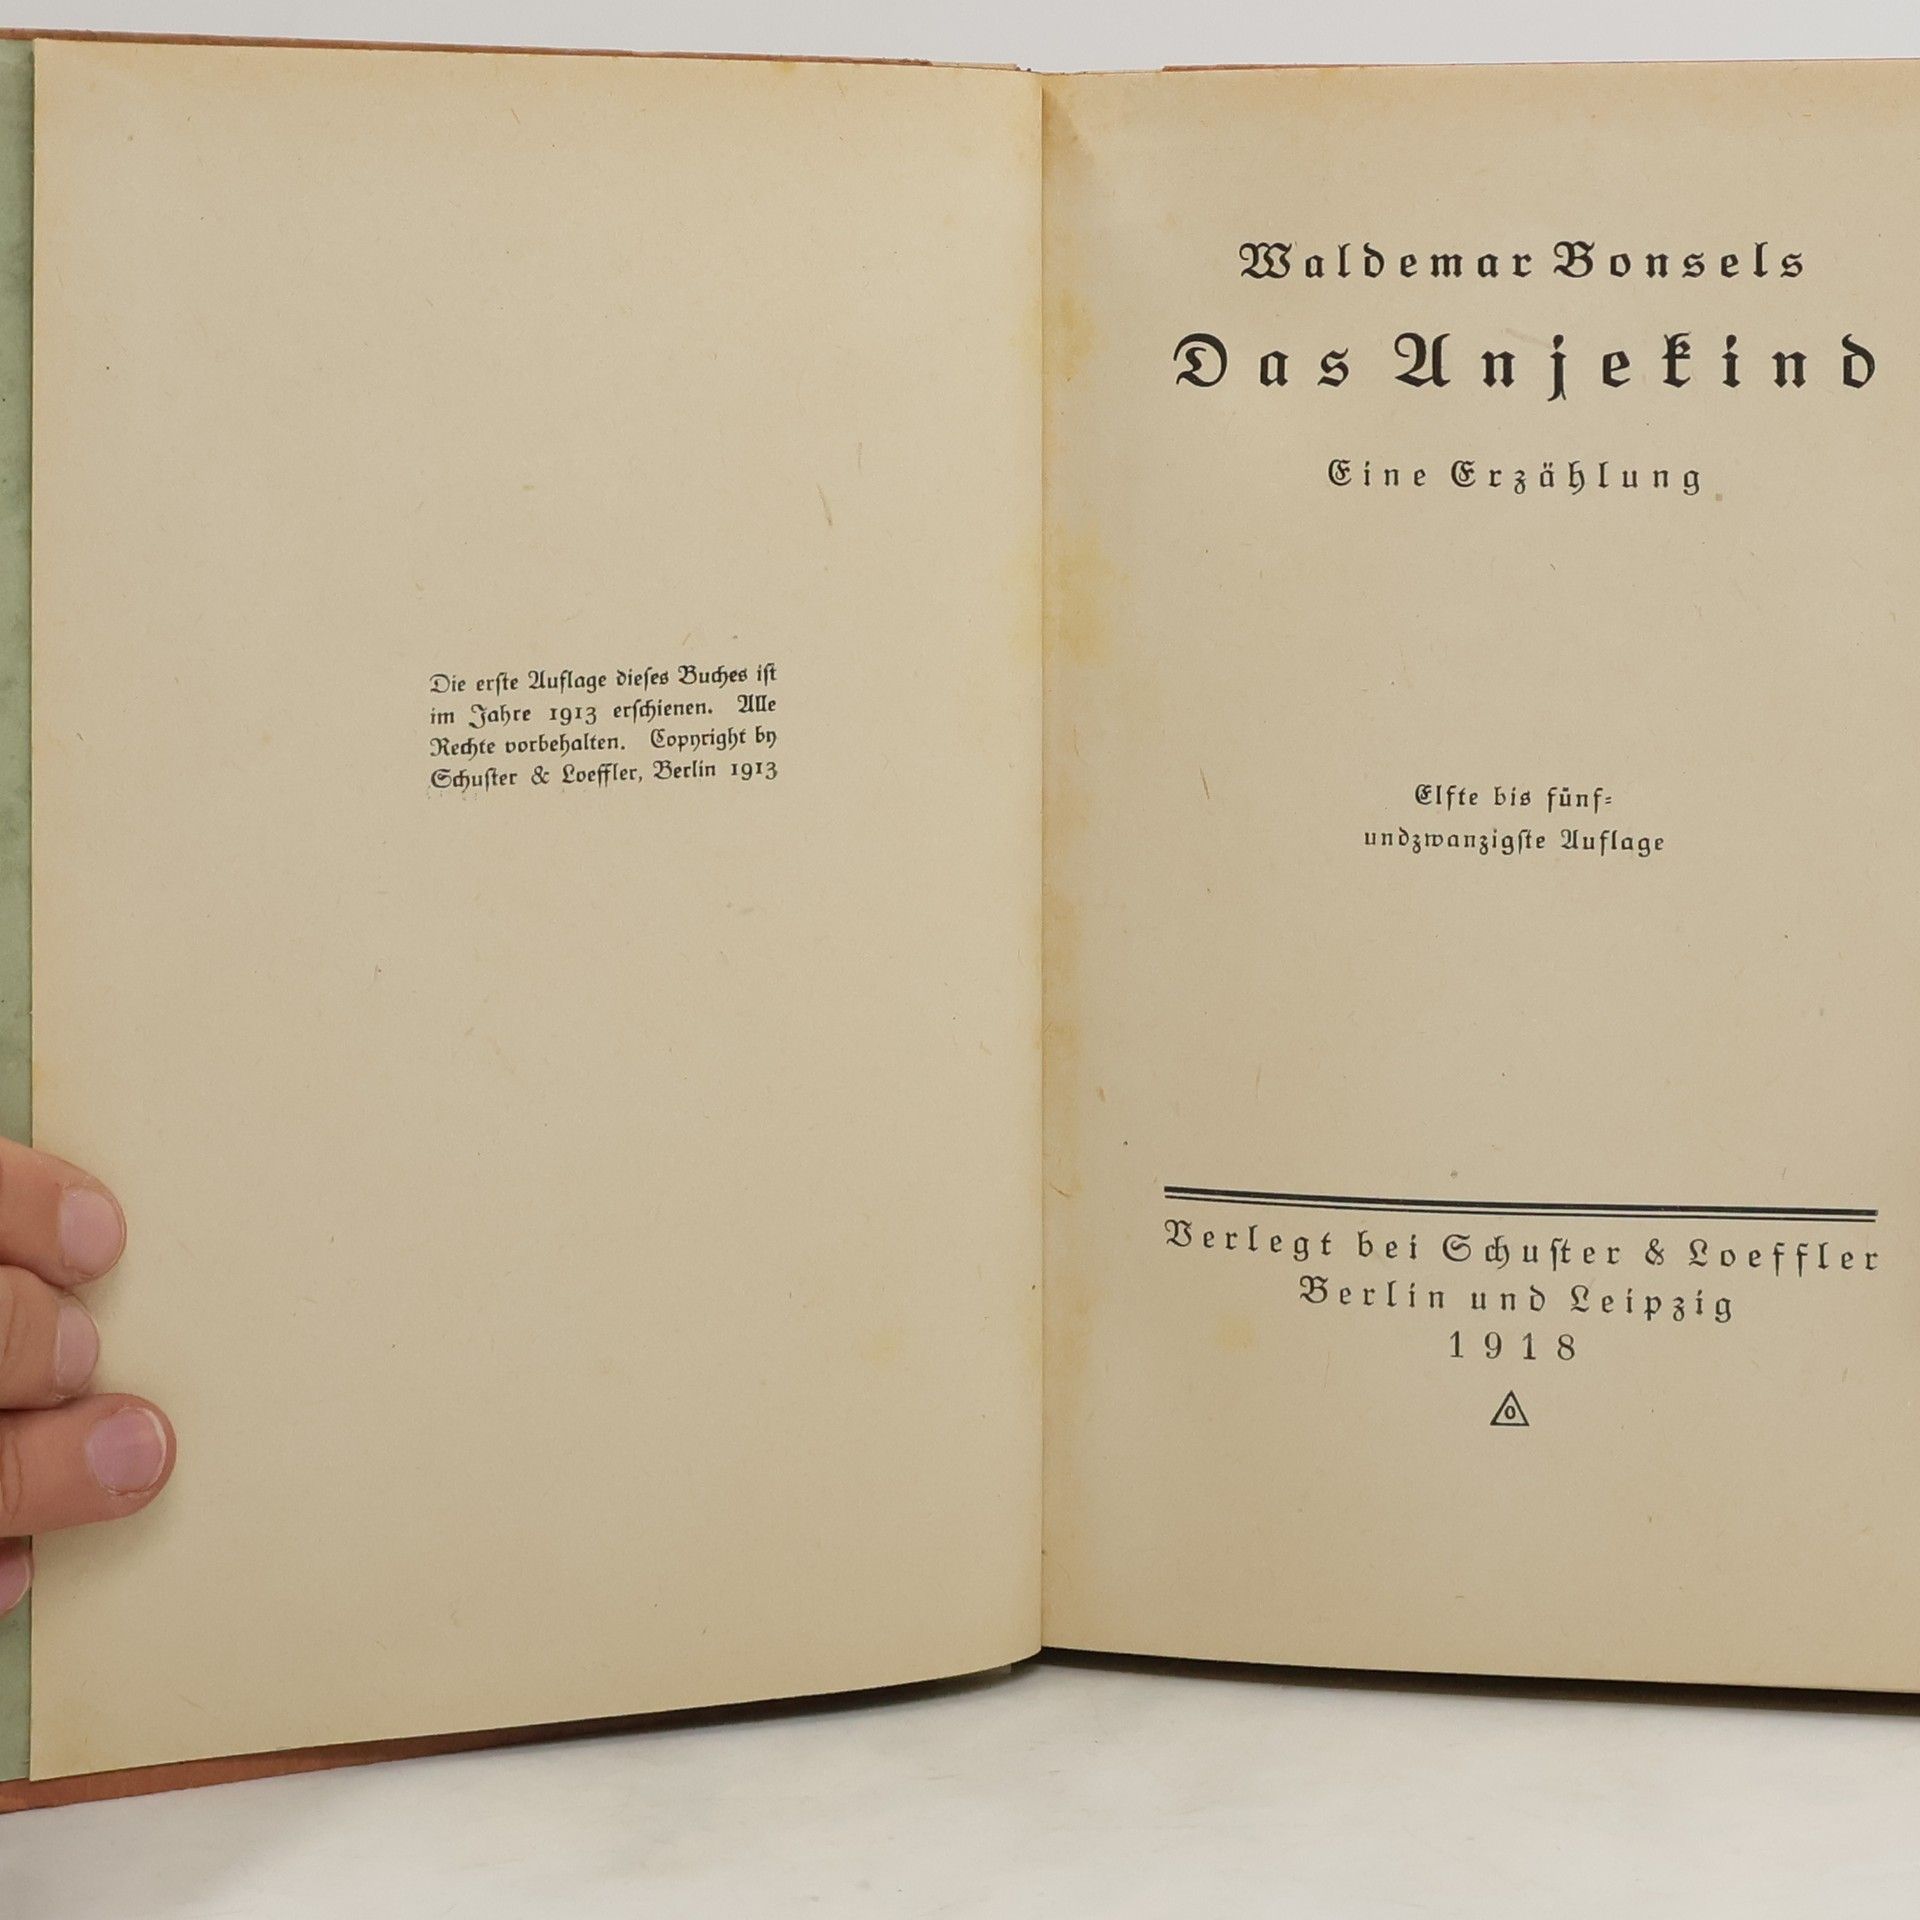 Die erſte Auflage dieſes Buches iſt
im Jahre 1913 erſchienen. Alle
Rechte vorbehalten. Copyright by
Schuſter & Loeffler, Berlin 1913
Waldemar Bonsels
Das Anjekind
Eine Erzählung
Elfte bis fünf-
undzwanzigſte Auflage
Verlegt bei Schuſter & Loeffler
Berlin und Leipzig
1918
O